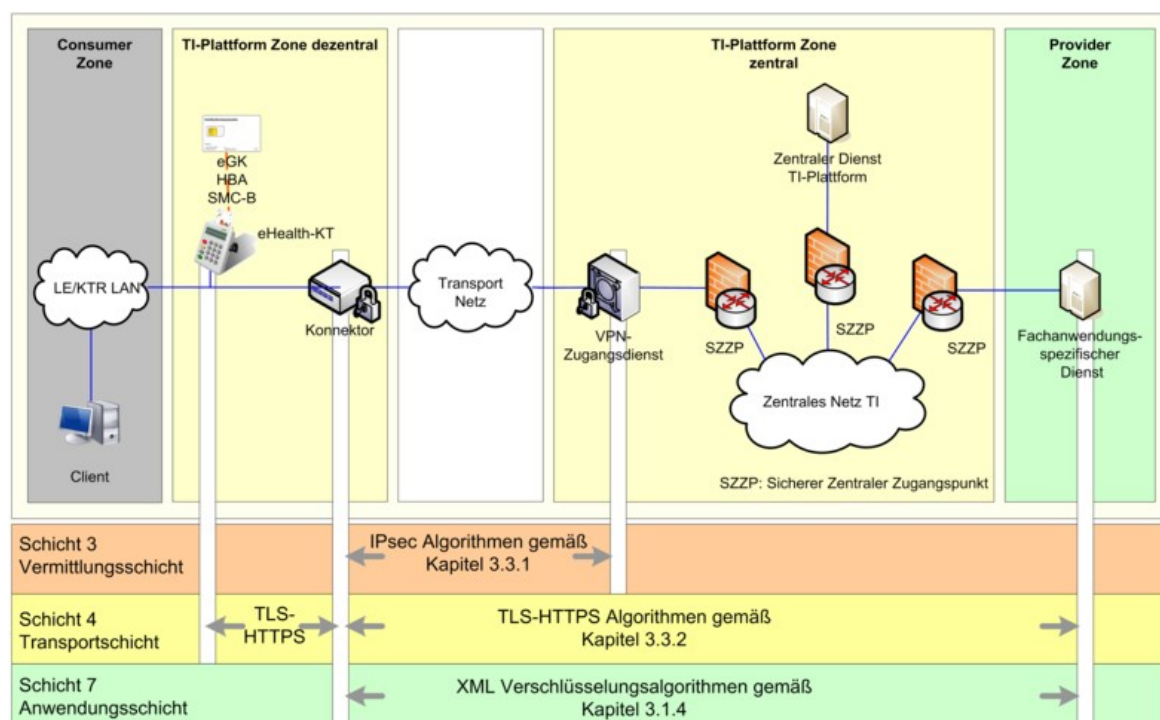 Consumer
Zone
TI-Plattform Zone dezentral
TI-Plattform Zone
zentral
Provider
Zone
eGK
HBA
SMC-B
eHealth-KT
LE/KTR LAN
Konnektor
Transport
Netz
VPN-
Zugangsdienst
Zentraler Dienst
TI-Plattform
SZZP
SZZP
SZZP
Fachanwendungs-
spezifischer
Dienst
Zentrales Netz TI
Client
SZZP: Sicherer Zentraler Zugangspunkt
Schicht 3
Vermittlungsschicht
IPsec Algorithmen gemäß
Kapitel 3.3.1
Schicht 4
Transportschicht
TLS-
HTTPS
TLS-HTTPS Algorithmen gemäß
Kapitel 3.3.2
Schicht 7
Anwendungsschicht
XML Verschlüsselungsalgorithmen gemäß
Kapitel 3.1.4